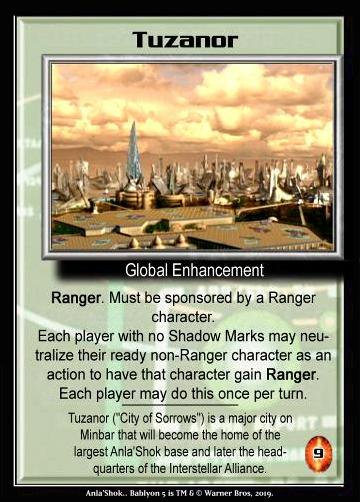 Tuzanor
Global Enhancement
Ranger. Must be sponsored by a Ranger
character.
Each player with no Shadow Marks may neu-
tralize their ready non-Ranger character as an
action to have that character gain Ranger.
Each player may do this once per turn.
Tuzanor ("City of Sorrows") is a major city on
Minbar that will become the home of the
largest Anla'Shok base and later the head-
quarters of the Interstellar Alliance.
9
Anla'Shok.. Bablyon 5 is TM & © Warner Bros, 2019.